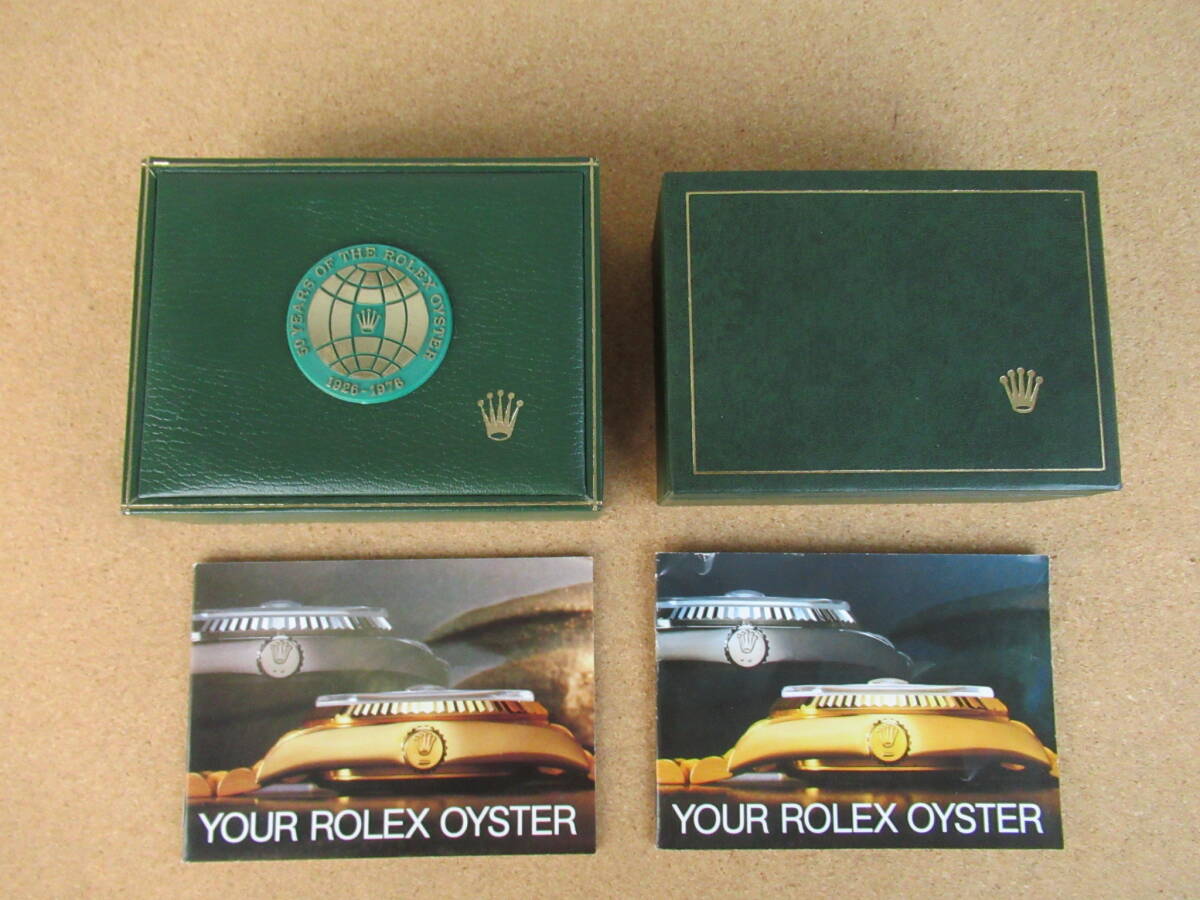 50 YEARS OF THE ROLEX OYSTER
1926-1976
YOUR ROLEX OYSTER
YOUR ROLEX OYSTER